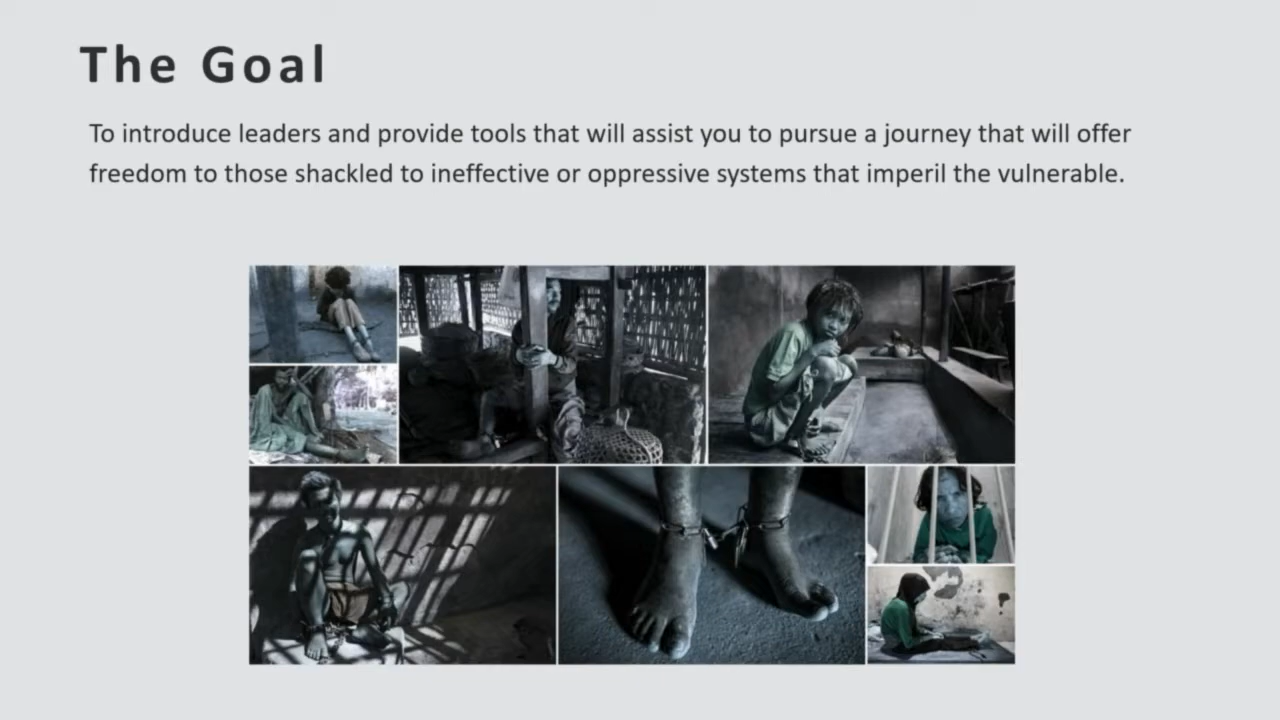 The Goal
To introduce leaders and provide tools that will assist you to pursue a journey that will offer
freedom to those shackled to ineffective or oppressive systems that imperil the vulnerable.